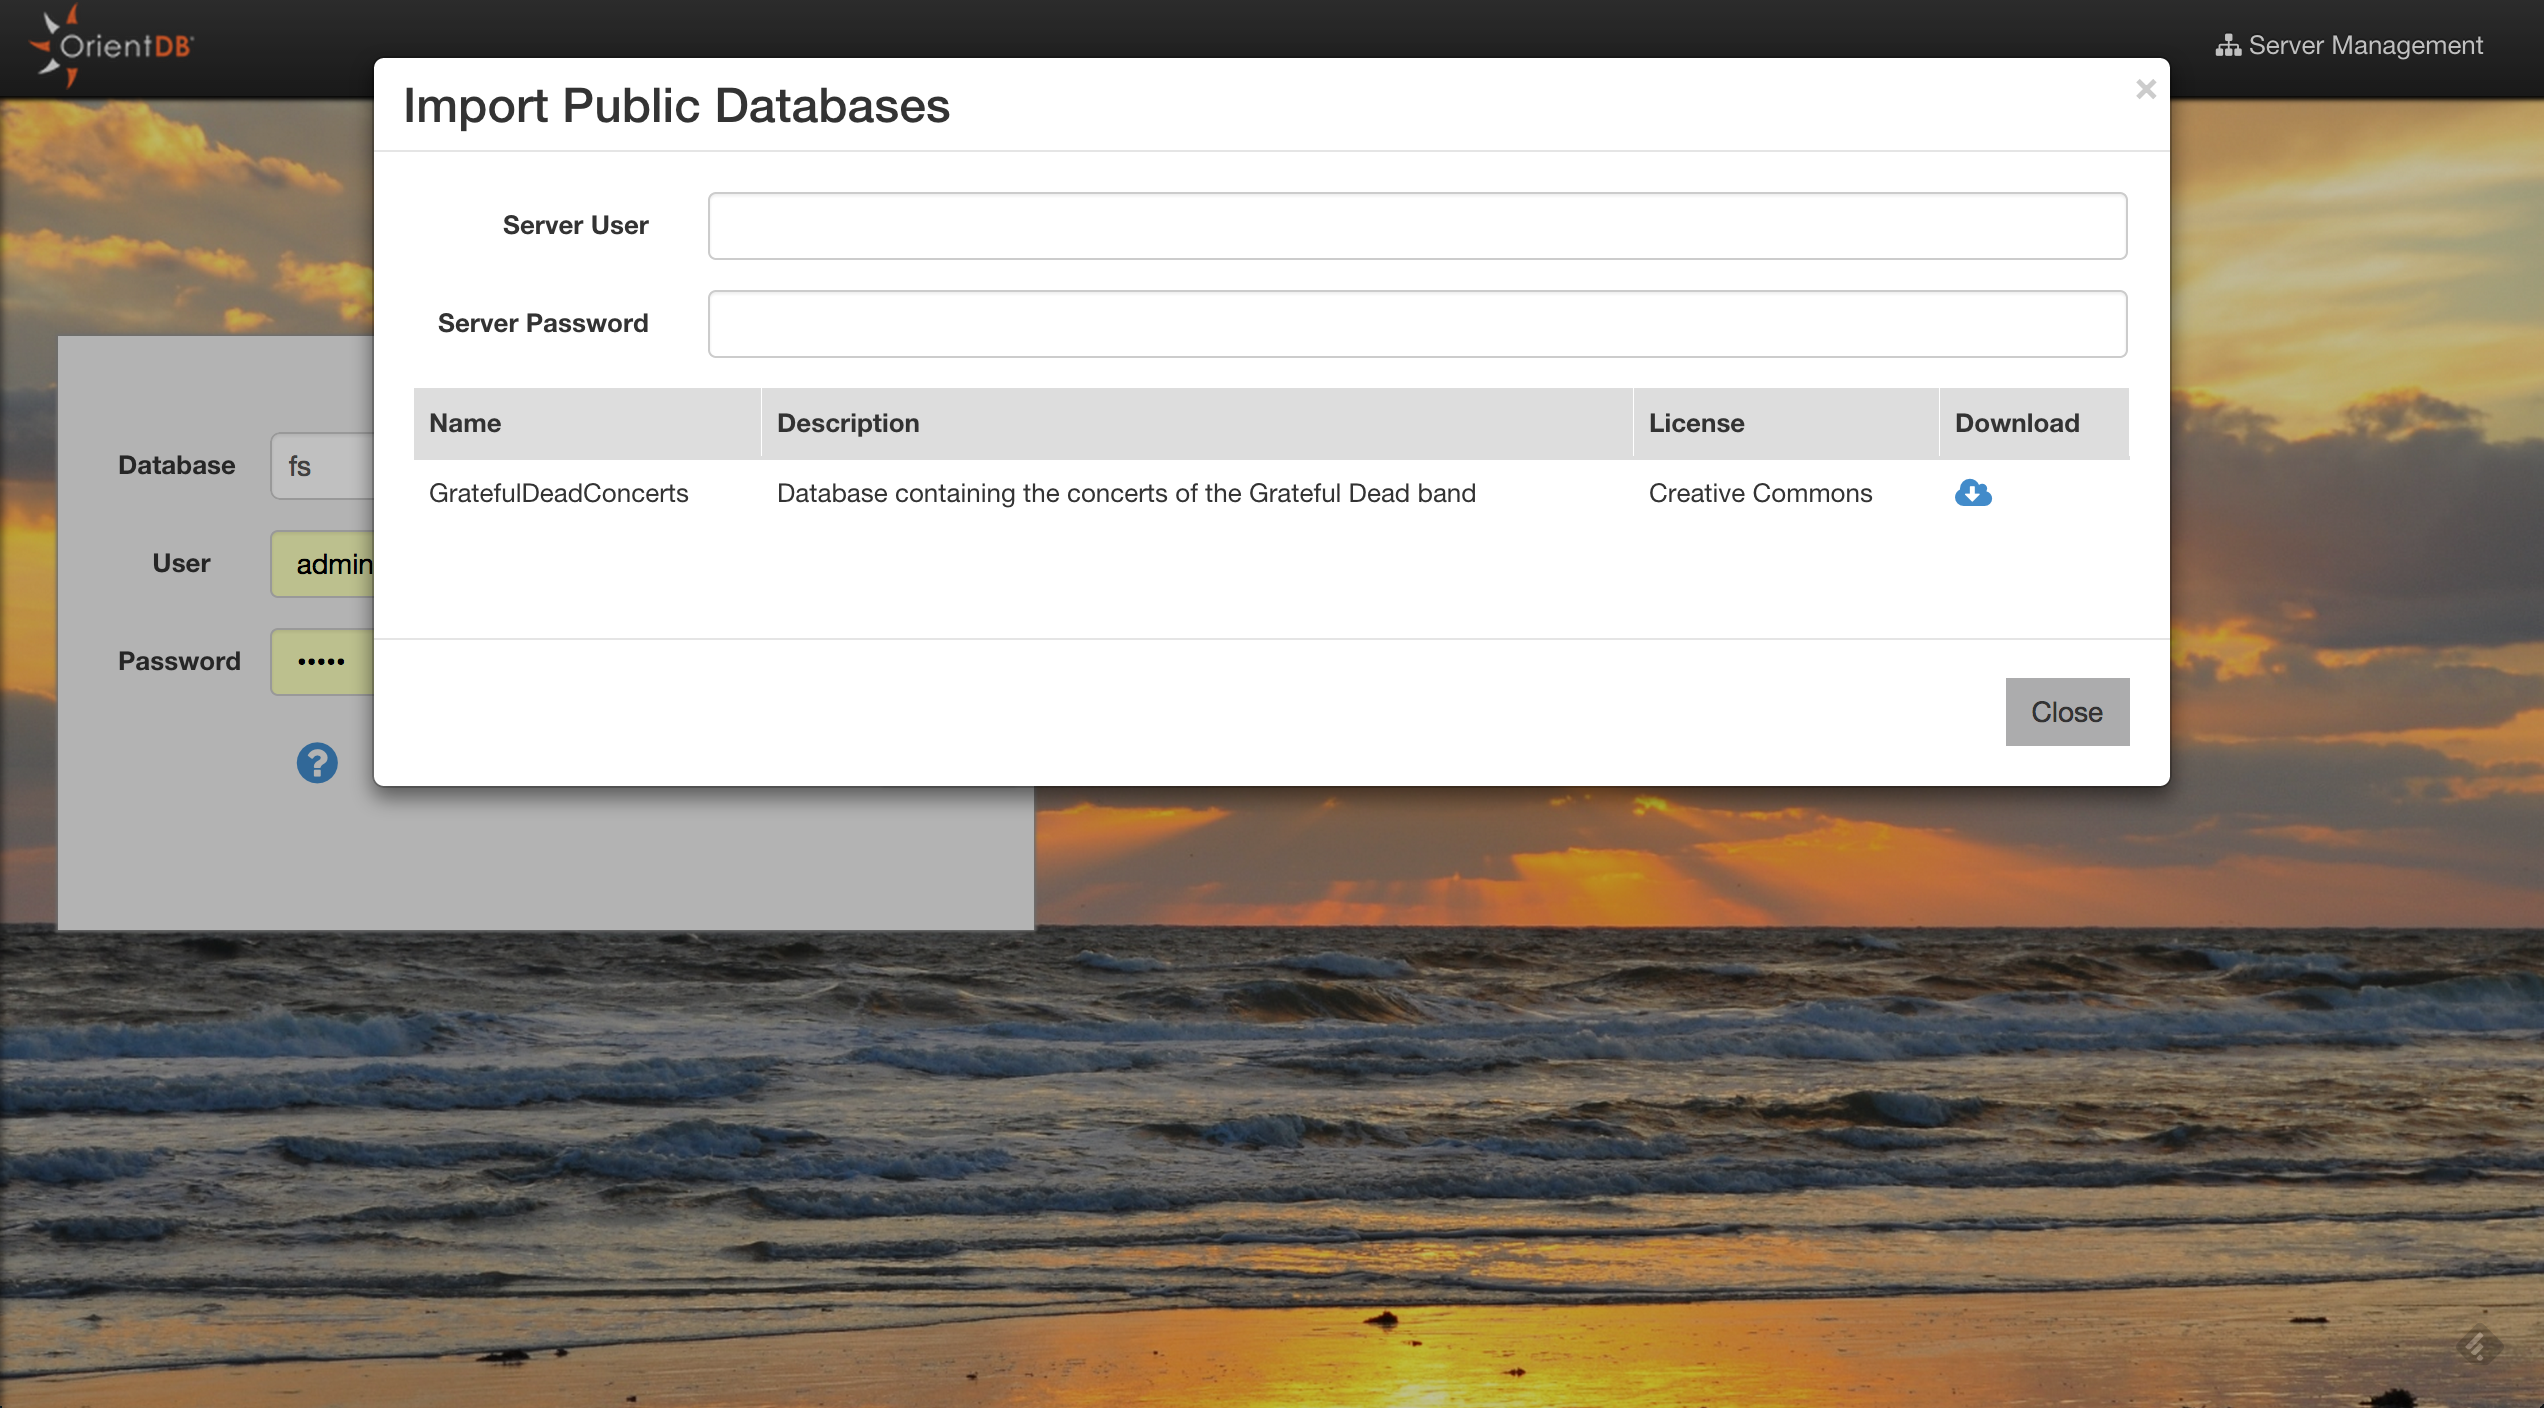 OrientDB
Server Management
Import Public Databases
×
Server User
Server Password
Name Description License Download
GratefulDeadConcerts Database containing the concerts of the Grateful Dead band Creative Commons
Close
Database fs
User admin
Password •••••
?